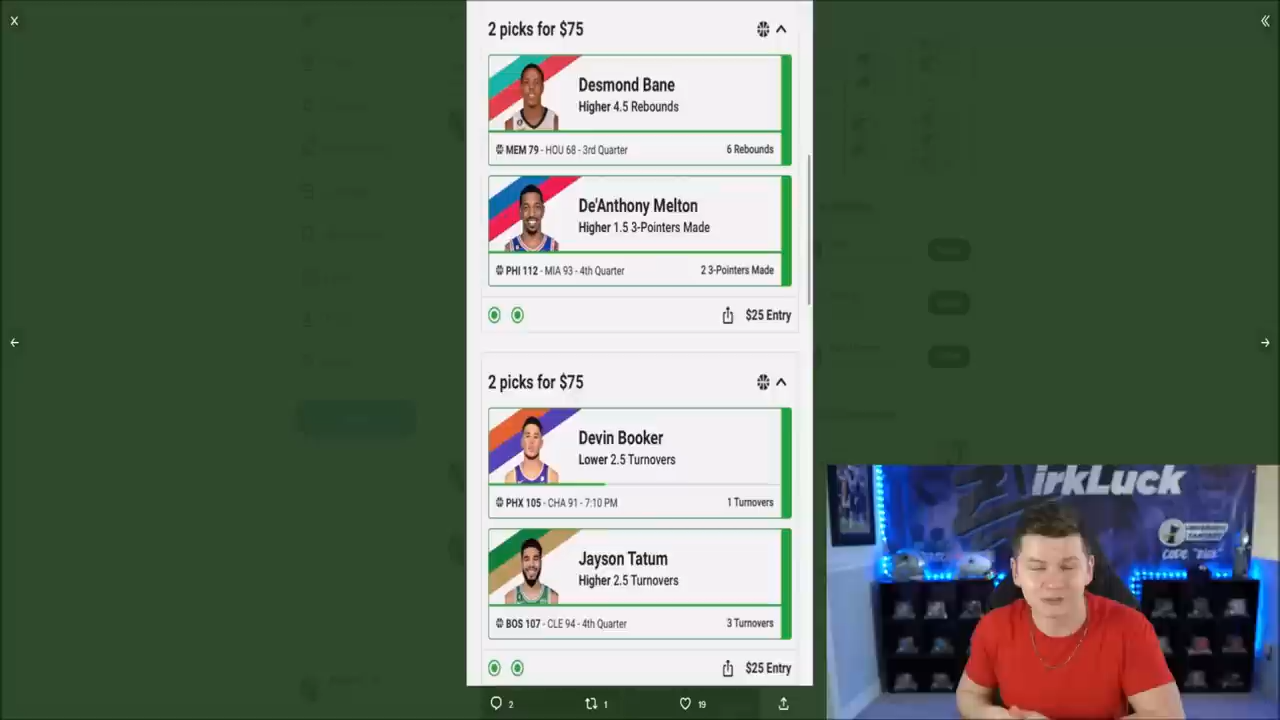 2 picks for $75
Desmond Bane
Higher 4.5 Rebounds
MEM 79 - HOU 68 - 3rd Quarter
6 Rebounds
De'Anthony Melton
Higher 1.5 3-Pointers Made
PHI 112 - MIA 93 - 4th Quarter
2 3-Pointers Made
$25 Entry
2 picks for $75
Devin Booker
Lower 2.5 Turnovers
PHX 105 - CHA 91 - 7:10 PM
1 Turnovers
Jayson Tatum
Higher 2.5 Turnovers
BOS 107 - CLE 94 - 4th Quarter
3 Turnovers
$25 Entry
2
1
19
irkLuck
CODE